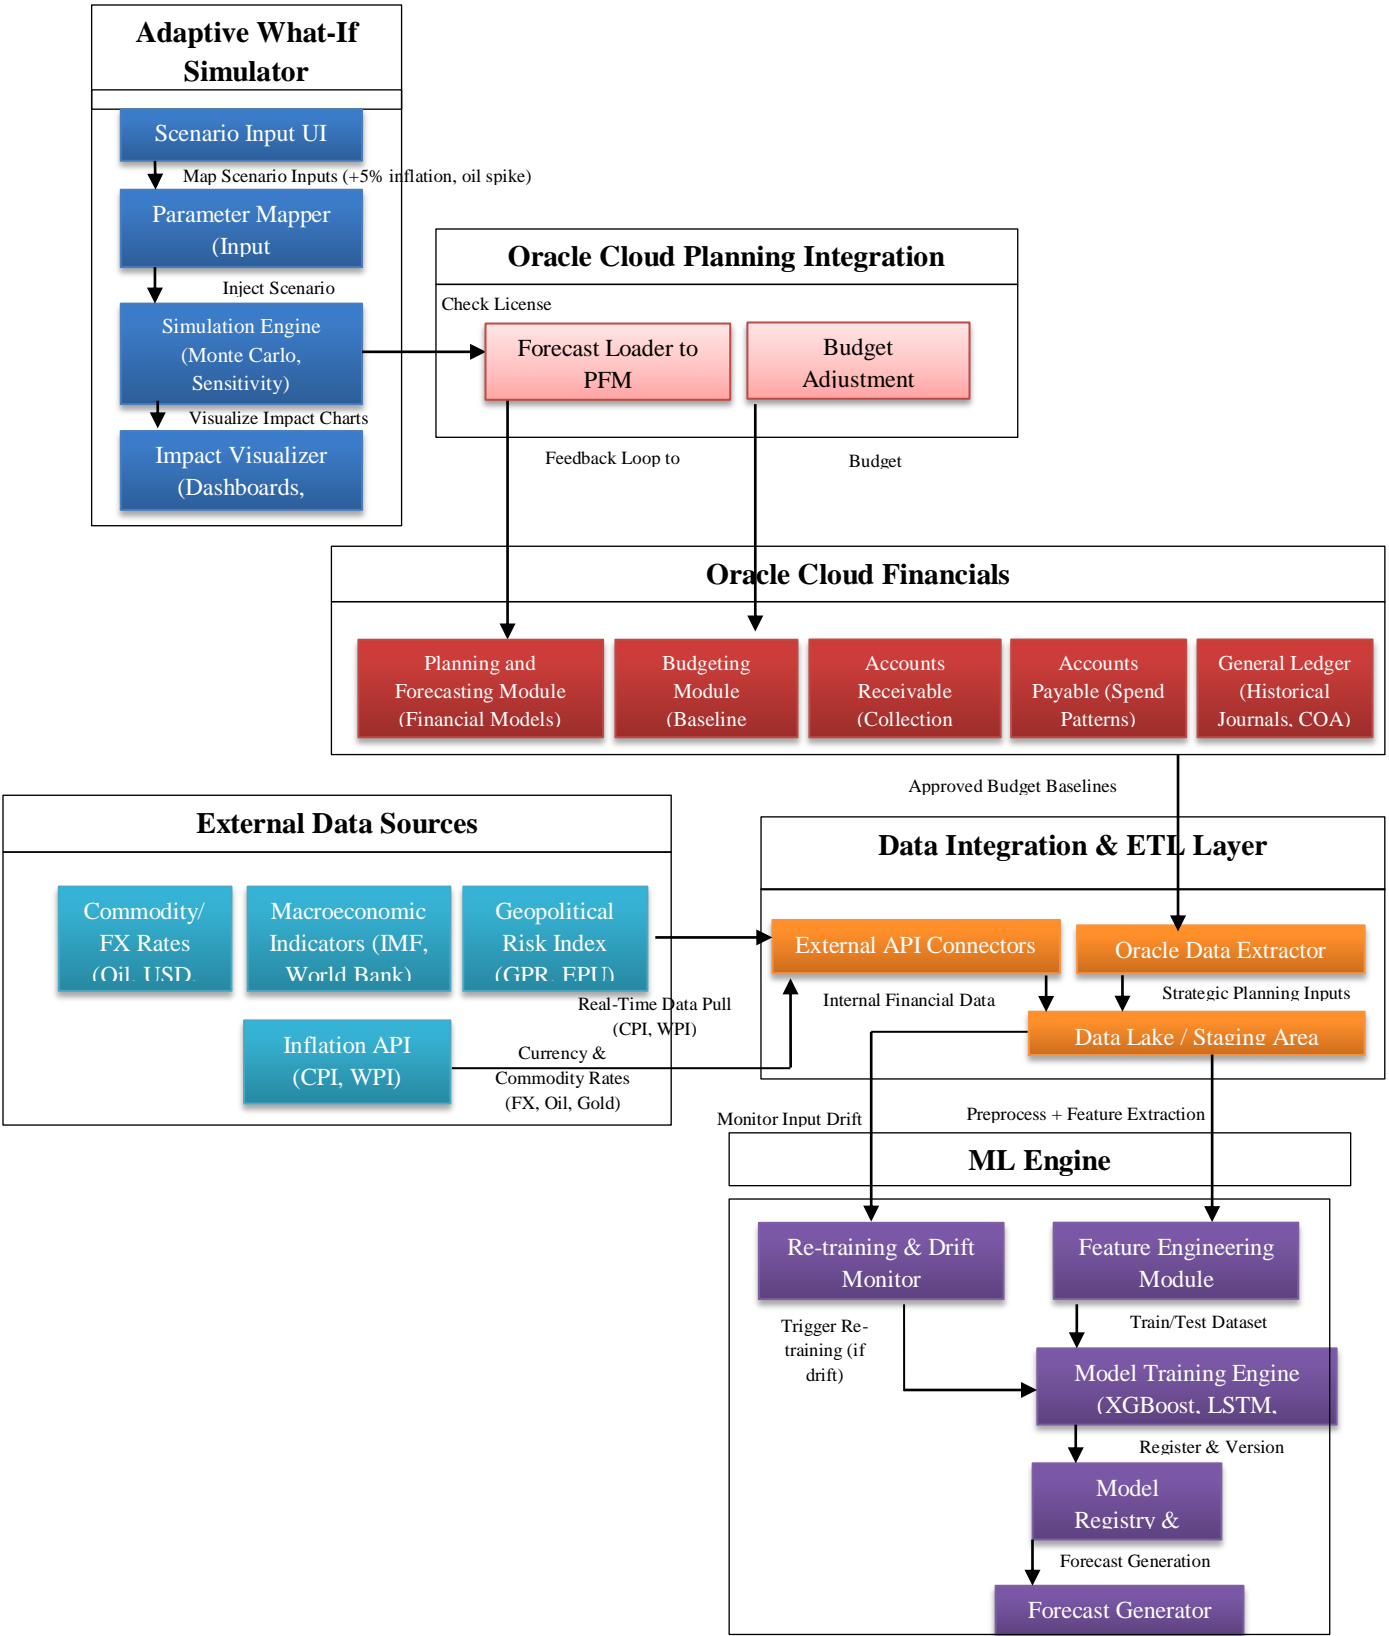 Adaptive What-If
Simulator
Scenario Input UI
Map Scenario Inputs (+5% inflation, oil spike)
Parameter Mapper
(Input
Inject Scenario
Simulation Engine
(Monte Carlo,
Sensitivity)
Visualize Impact Charts
Impact Visualizer
(Dashboards,
Oracle Cloud Planning Integration
Check License
Forecast Loader to
PFM
Budget
Adjustment
Feedback Loop to
Budget
Oracle Cloud Financials
Planning and
Forecasting Module
(Financial Models)
Budgeting
Module
(Baseline
Accounts
Receivable
(Collection
Accounts
Payable (Spend
Patterns)
General Ledger
(Historical
Journals, COA)
Approved Budget Baselines
External Data Sources
Commodity/
FX Rates
(Oil, USD,
Macroeconomic
Indicators (IMF,
World Bank)
Geopolitical
Risk Index
(GPR, EPU)
Real-Time Data Pull
(CPI, WPI)
Inflation API
(CPI, WPI)
Currency &
Commodity Rates
(FX, Oil, Gold)
Data Integration & ETL Layer
External API Connectors
Oracle Data Extractor
Internal Financial Data
Strategic Planning Inputs
Data Lake / Staging Area
Monitor Input Drift
Preprocess + Feature Extraction
ML Engine
Re-training & Drift
Monitor
Feature Engineering
Module
Trigger Re-
training (if
drift)
Train/Test Dataset
Model Training Engine
(XGBoost, LSTM,
Register & Version
Model
Registry &
Forecast Generation
Forecast Generator